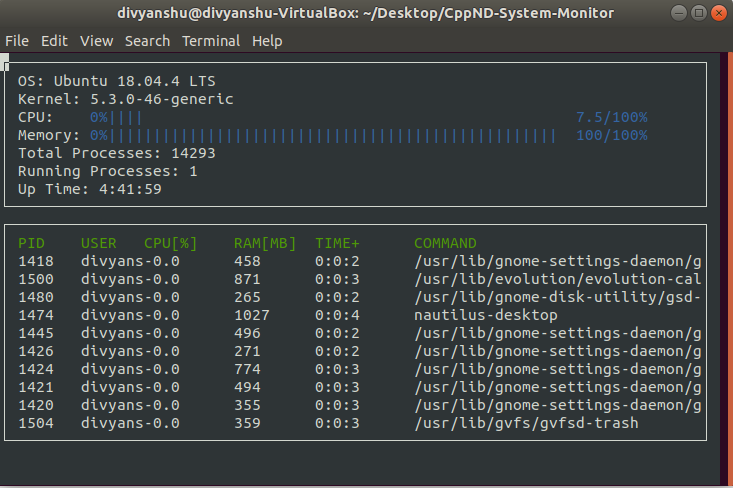 divyanshu@divyanshu-VirtualBox: ~/Desktop/CppND-System-Monitor
File Edit View Search Terminal Help
OS: Ubuntu 18.04.4 LTS
Kernel: 5.3.0-46-generic
CPU: 0%|||| 7.5/100%
Memory: 0%|||||||||||||||||||||||||||||||||||||||||||||||||| 100/100%
Total Processes: 14293
Running Processes: 1
Up Time: 4:41:59
PID USER CPU[%] RAM[MB] TIME+ COMMAND
1418 divyans-0.0 458 0:0:2 /usr/lib/gnome-settings-daemon/g
1500 divyans-0.0 871 0:0:3 /usr/lib/evolution/evolution-cal
1480 divyans-0.0 265 0:0:2 /usr/lib/gnome-disk-utility/gsd-
1474 divyans-0.0 1027 0:0:4 nautilus-desktop
1445 divyans-0.0 496 0:0:2 /usr/lib/gnome-settings-daemon/g
1426 divyans-0.0 271 0:0:2 /usr/lib/gnome-settings-daemon/g
1424 divyans-0.0 774 0:0:3 /usr/lib/gnome-settings-daemon/g
1421 divyans-0.0 494 0:0:3 /usr/lib/gnome-settings-daemon/g
1420 divyans-0.0 355 0:0:3 /usr/lib/gnome-settings-daemon/g
1504 divyans-0.0 359 0:0:3 /usr/lib/gvfs/gvfsd-trash